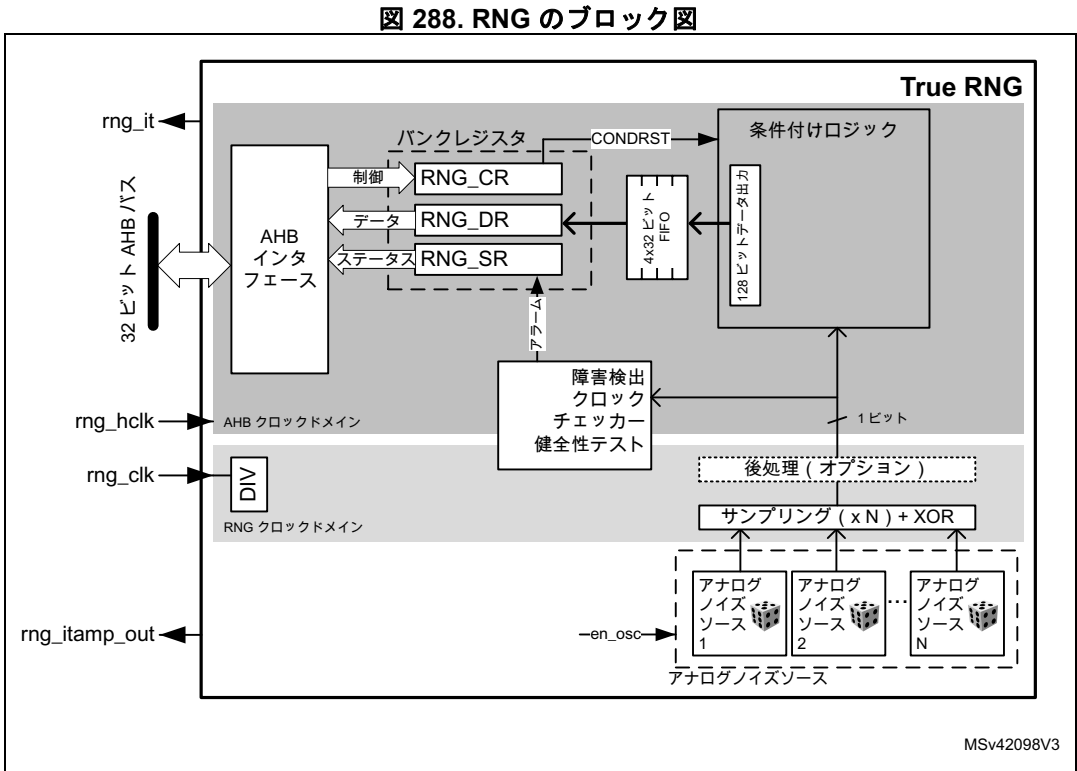 図 288. RNG のブロック図
True RNG
rng_it
バンクレジスタ
CONDRST
条件付けロジック
32 ビット AHB バス
AHB
インタ
フェース
制御
RNG_CR
データ
RNG_DR
ステータス
RNG_SR
4x32 ビット
FIFO
128 ビットデータ出力
アラーム
障害検出
クロック
チェッカー
健全性テスト
1 ビット
rng_hclk
AHB クロックドメイン
rng_clk
DIV
RNG クロックドメイン
後処理 ( オプション )
サンプリング ( x N ) + XOR
アナログ
ノイズ
ソース
1
アナログ
ノイズ
ソース
2
...
アナログ
ノイズ
ソース
N
en_osc
アナログノイズソース
rng_itamp_out
MSv42098V3